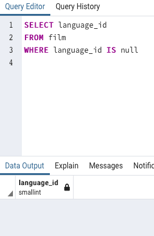 Query Editor Query History
1 SELECT language_id
2 FROM film
3 WHERE language_id IS null
4
Data Output Explain Messages Notific
language_id
smallint